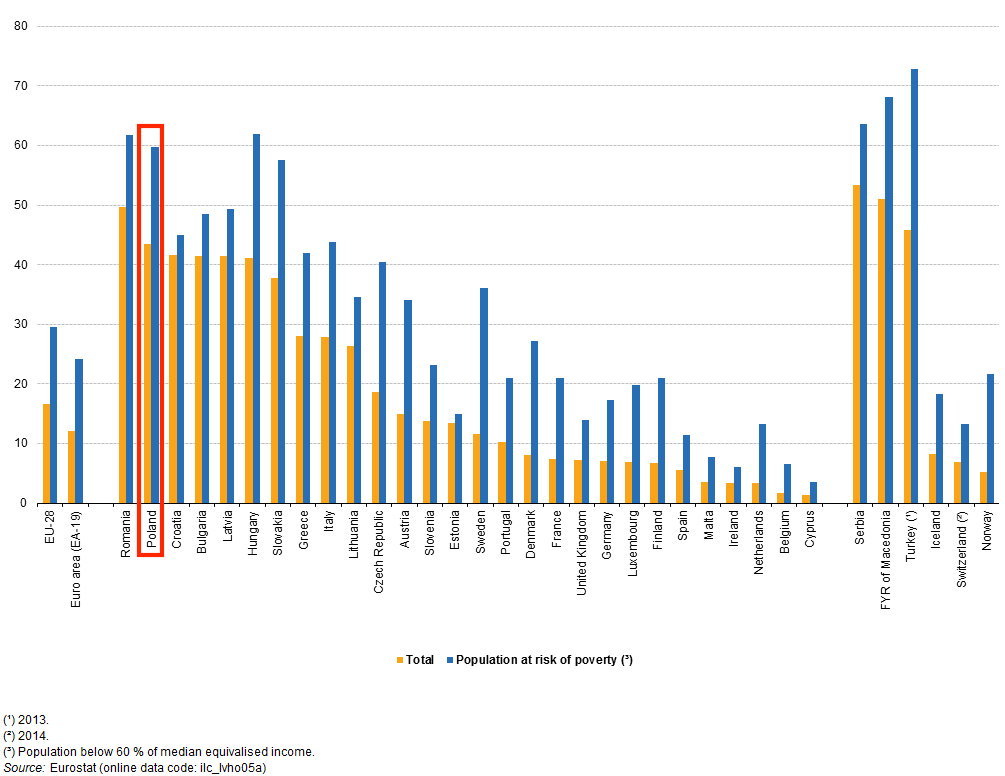 80
70
60
50
40
30
20
10
0
EU-28
Euro area (EA-19)
Romania
Poland
Croatia
Bulgaria
Latvia
Hungary
Slovakia
Greece
Italy
Lithuania
Czech Republic
Austria
Slovenia
Estonia
Sweden
Portugal
Denmark
France
United Kingdom
Germany
Luxembourg
Finland
Spain
Malta
Ireland
Netherlands
Belgium
Cyprus
Serbia
FYR of Macedonia
Turkey (¹)
Iceland
Switzerland (²)
Norway
Total Population at risk of poverty (³)
(¹) 2013.
(²) 2014.
(³) Population below 60 % of median equivalised income.
Source: Eurostat (online data code: ilc_lvho05a)